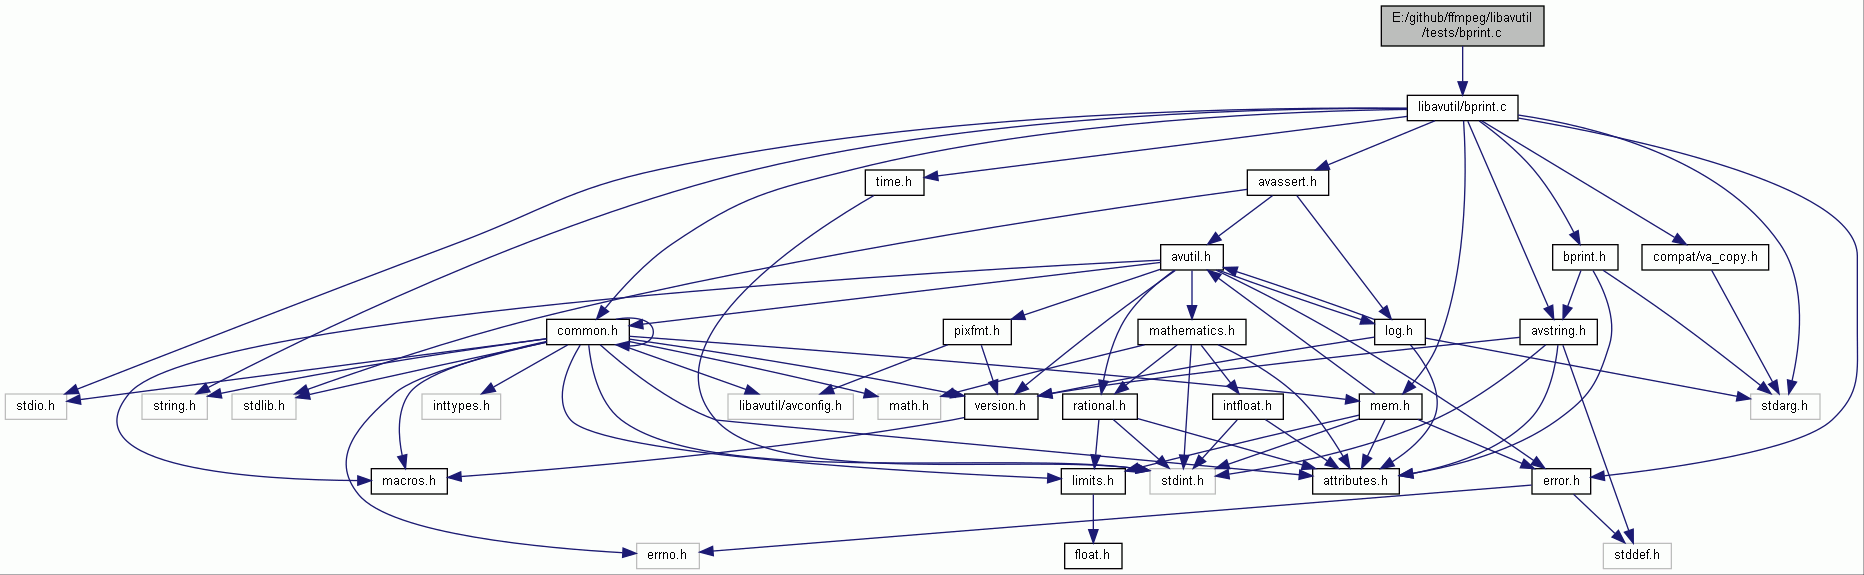 E:/github/ffmpeg/libavutil
/tests/bprint.c
libavutil/bprint.c
time.h
avassert.h
avutil.h
bprint.h
compat/va_copy.h
common.h
pixfmt.h
mathematics.h
log.h
avstring.h
stdio.h
string.h
stdlib.h
inttypes.h
libavutil/avconfig.h
math.h
version.h
rational.h
intfloat.h
mem.h
stdarg.h
macros.h
limits.h
stdint.h
attributes.h
error.h
errno.h
float.h
stddef.h